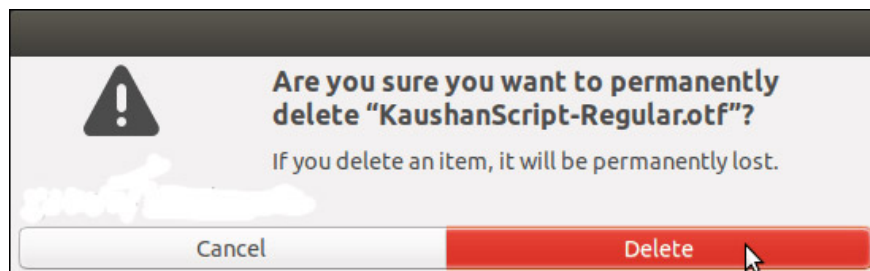 Are you sure you want to permanently
delete “KaushanScript-Regular.otf”?
If you delete an item, it will be permanently lost.
Cancel
Delete